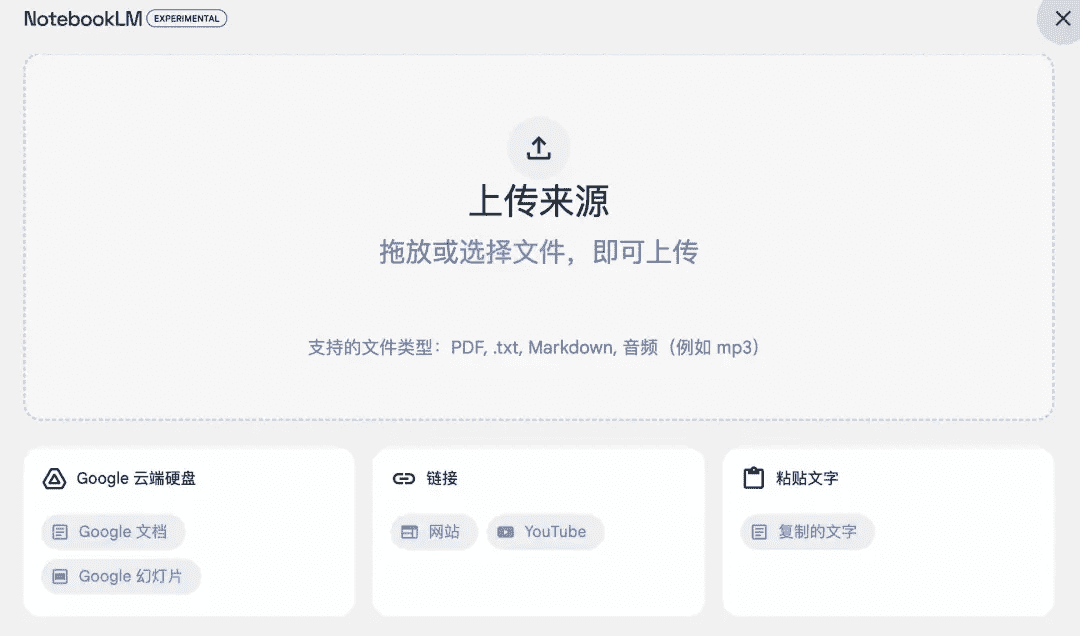 NotebookLM EXPERIMENTAL
上传来源
拖放或选择文件，即可上传
支持的文件类型：PDF, .txt, Markdown, 音频（例如 mp3）
Google 云端硬盘
Google 文档
Google 幻灯片
链接
网站
YouTube
粘贴文字
复制的文字